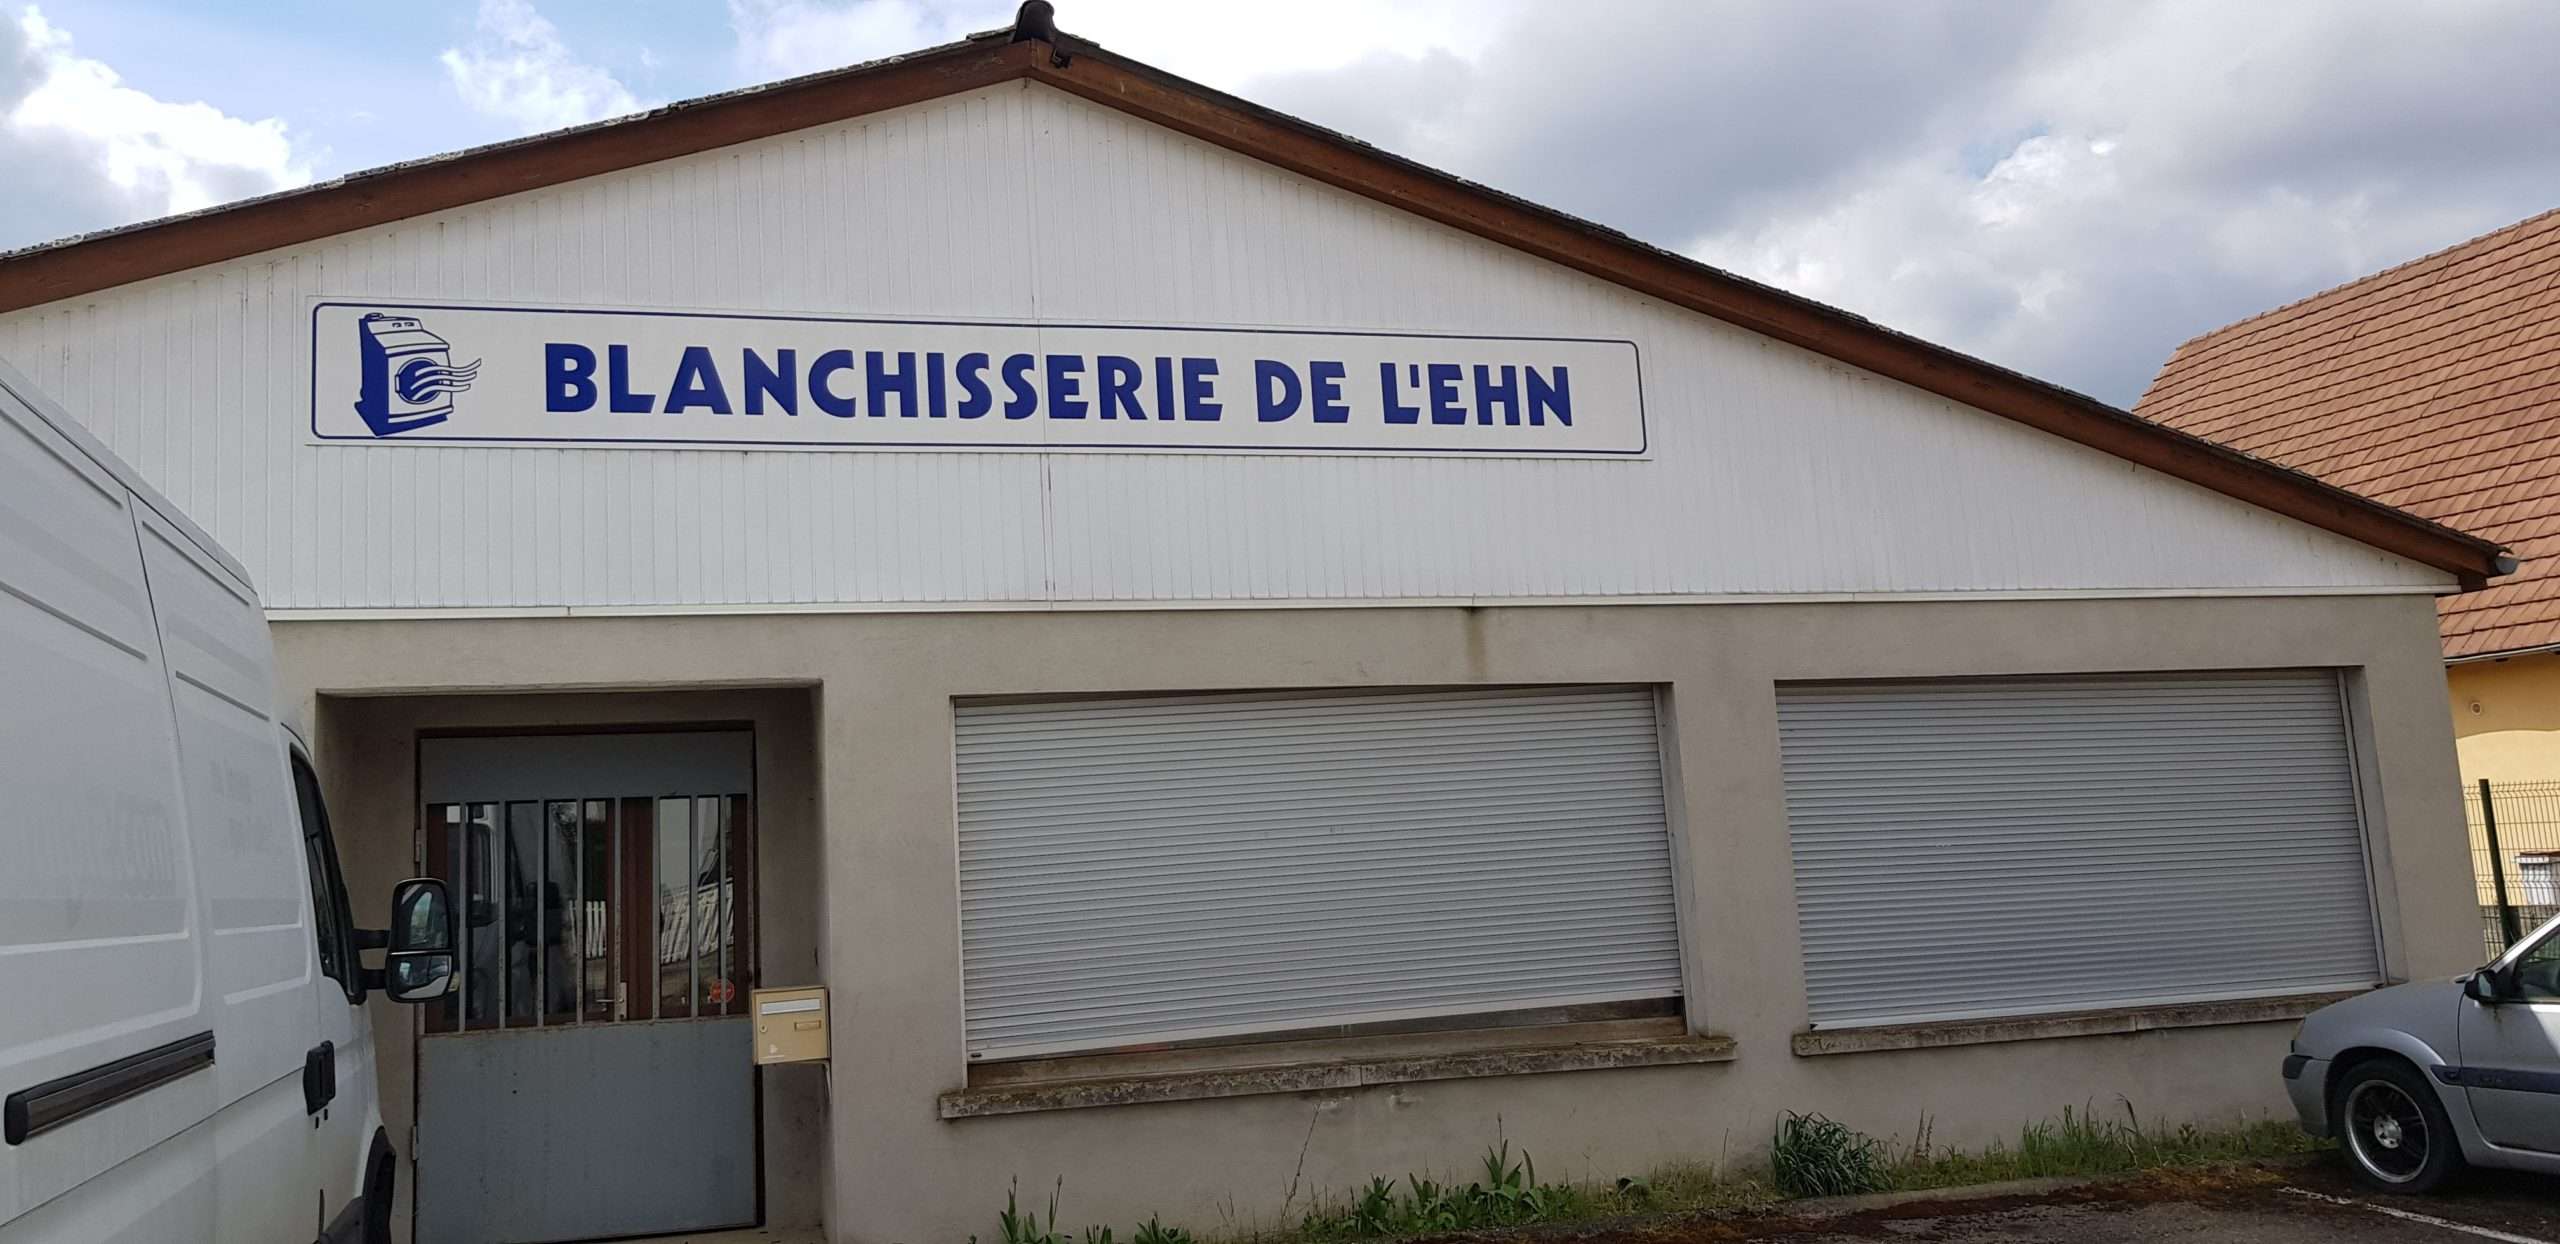 BLANCHISSERIE DE L'EHN